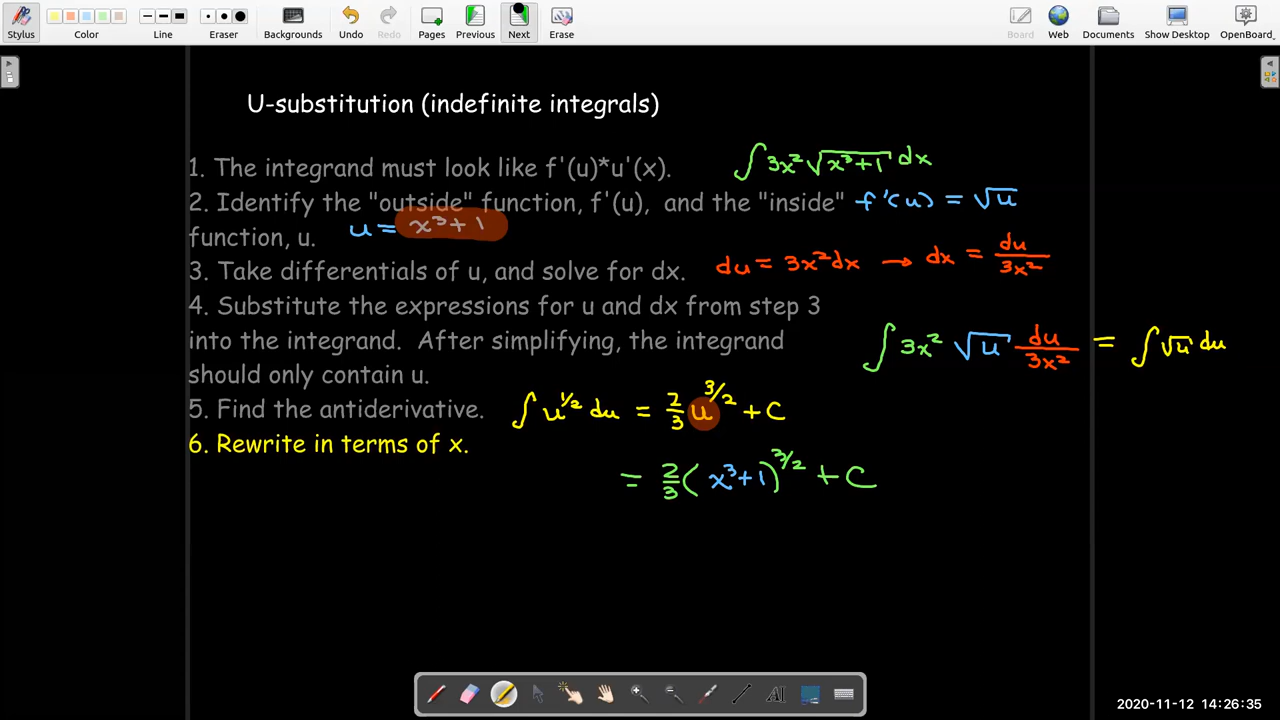 Stylus Color Line Eraser Backgrounds Undo Redo Pages Previous Next Erase Board Web Documents Show Desktop OpenBoard
U-substitution (indefinite integrals)
1. The integrand must look like f'(u)*u'(x). ∫ 3x² √(x³+1) dx
2. Identify the "outside" function, f'(u), and the "inside" f'(u) = √u
function, u. u = x³+1
3. Take differentials of u, and solve for dx. du = 3x²dx → dx = du/3x²
4. Substitute the expressions for u and dx from step 3
into the integrand. After simplifying, the integrand ∫ 3x² √u du/3x² = ∫ √u du
should only contain u.
5. Find the antiderivative. ∫ u^1/2 du = 2/3 u^3/2 + C
6. Rewrite in terms of x.
= 2/3 (x³+1)^3/2 + C
AI
2020-11-12 14:26:35